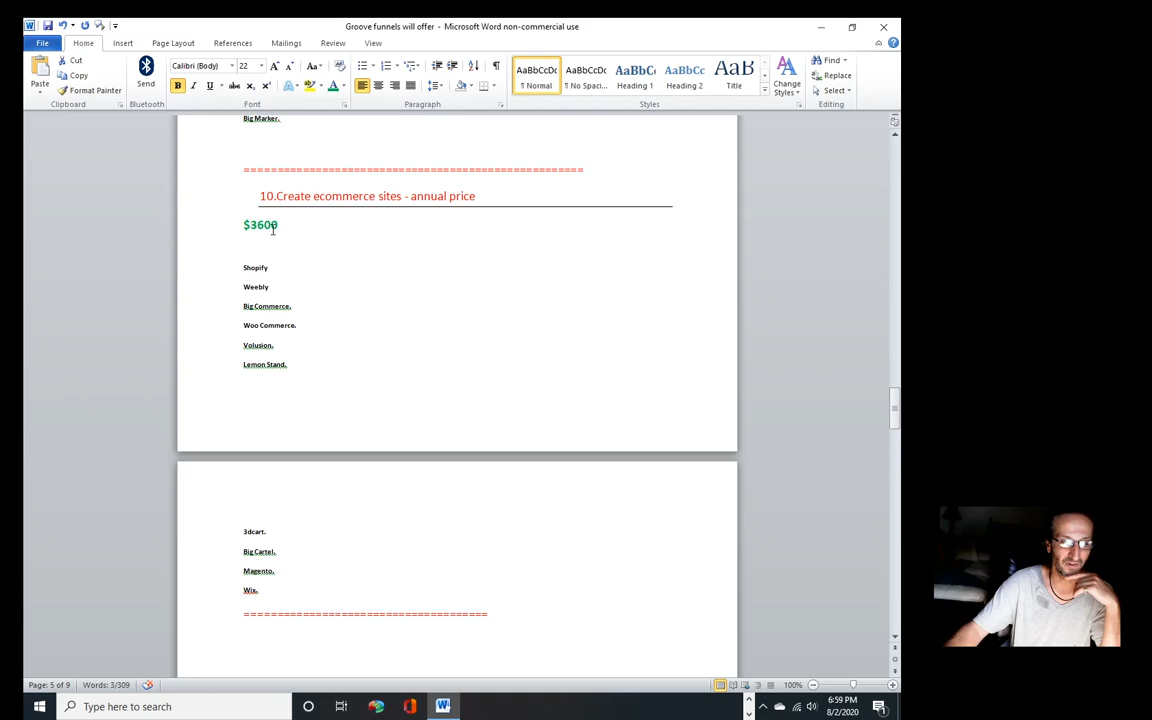 Groove funnels will offer - Microsoft Word non-commercial use
File Home Insert Page Layout References Mailings Review View
Cut
Copy
Format Painter
Paste
Clipboard
Send
Bluetooth
Calibri (Body) 22
Font
Paragraph
AaBbCcDc AaBbCcDc AaBbCc AaBbCc AaB
¶ Normal ¶ No Spaci... Heading 1 Heading 2 Title
Change Styles
Styles
Find
Replace
Select
Editing
Big Marker.
10.Create ecommerce sites - annual price
$3600
Shopify
Weebly
Big Commerce.
Woo Commerce.
Volusion.
Lemon Stand.
3dcart.
Big Cartel.
Magento.
Wix.
Page: 5 of 9 Words: 3/309 100%
Type here to search
6:59 PM
8/2/2020